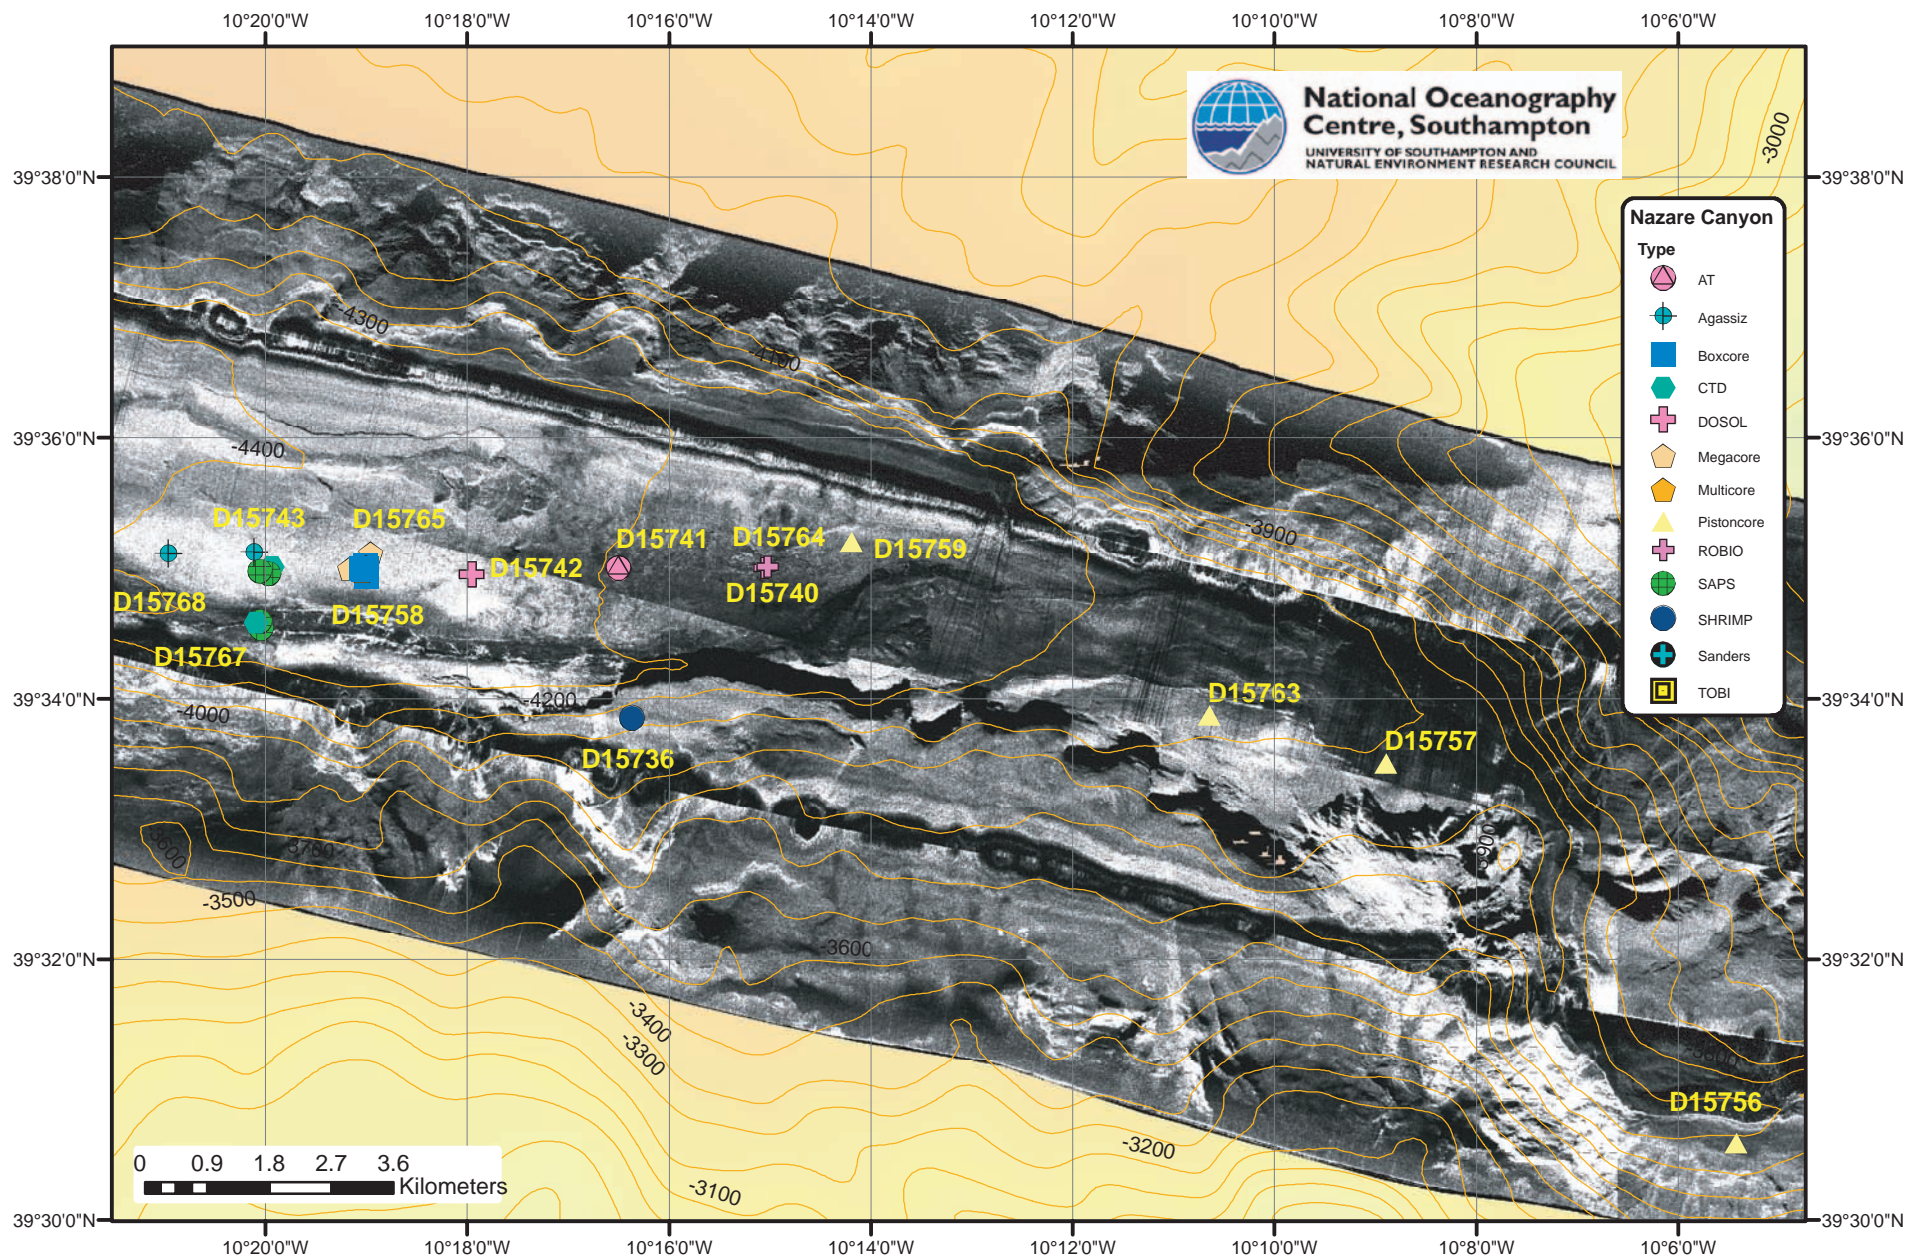 10°20'0"W 10°18'0"W 10°16'0"W 10°14'0"W 10°12'0"W 10°10'0"W 10°8'0"W 10°6'0"W
National Oceanography
Centre, Southampton
UNIVERSITY OF SOUTHAMPTON AND
NATURAL ENVIRONMENT RESEARCH COUNCIL
-3000
39°38'0"N 39°38'0"N
Nazare Canyon
Type
AT
Agassiz
Boxcore
CTD
DOSOL
Megacore
Multicore
Pistoncore
ROBIO
SAPS
SHRIMP
Sanders
TOBI
-4300
-4100
39°36'0"N 39°36'0"N
-4400
-3900
D15743 D15765 D15741 D15764 D15759
D15742
D15740
D15768 D15758
D15767
39°34'0"N 39°34'0"N
-4200
-4000
D15763
D15736 D15757
-3700
-3500
-3600
39°32'0"N 39°32'0"N
-3400
-3300
D15756
-3200
-3100
0 0.9 1.8 2.7 3.6
Kilometers
39°30'0"N 39°30'0"N
10°20'0"W 10°18'0"W 10°16'0"W 10°14'0"W 10°12'0"W 10°10'0"W 10°8'0"W 10°6'0"W